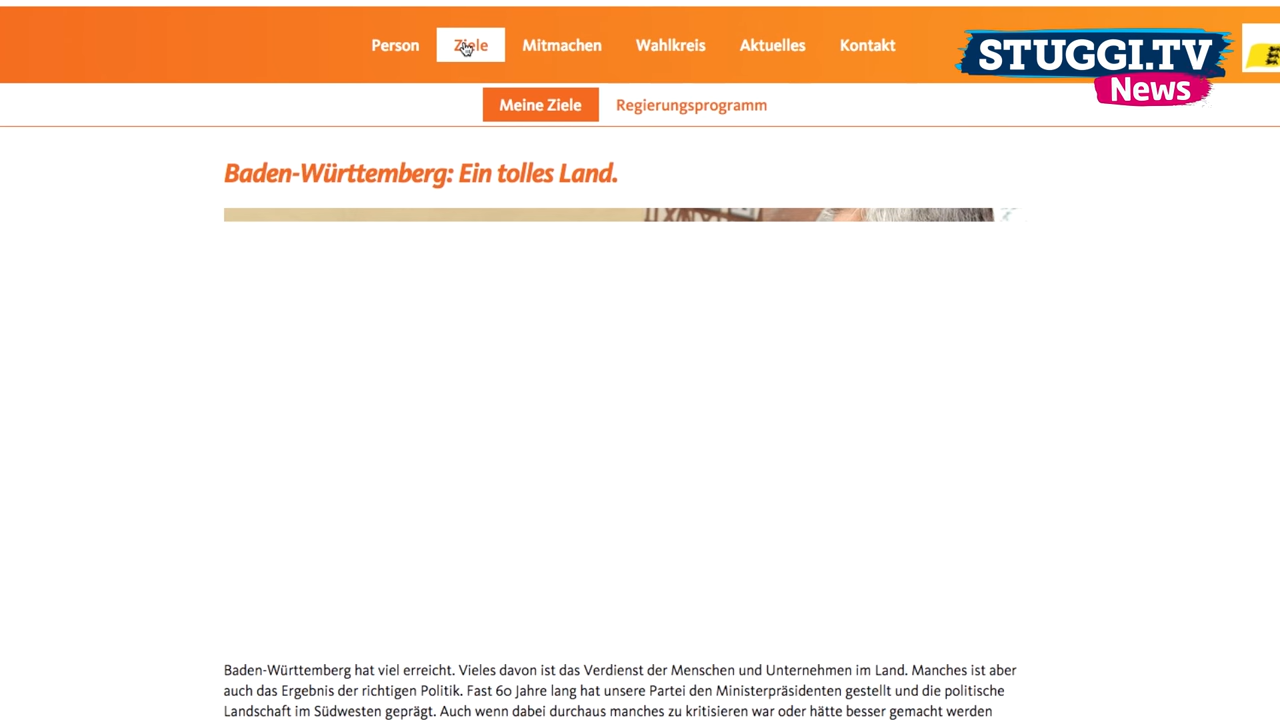 Person Ziele Mitmachen Wahlkreis Aktuelles Kontakt
STUGGI.TV
News
Meine Ziele Regierungsprogramm
Baden-Württemberg: Ein tolles Land.
Baden-Württemberg hat viel erreicht. Vieles davon ist das Verdienst der Menschen und Unternehmen im Land. Manches ist aber
auch das Ergebnis der richtigen Politik. Fast 60 Jahre lang hat unsere Partei den Ministerpräsidenten gestellt und die politische
Landschaft im Südwesten geprägt. Auch wenn dabei durchaus manches zu kritisieren war oder hätte besser gemacht werden